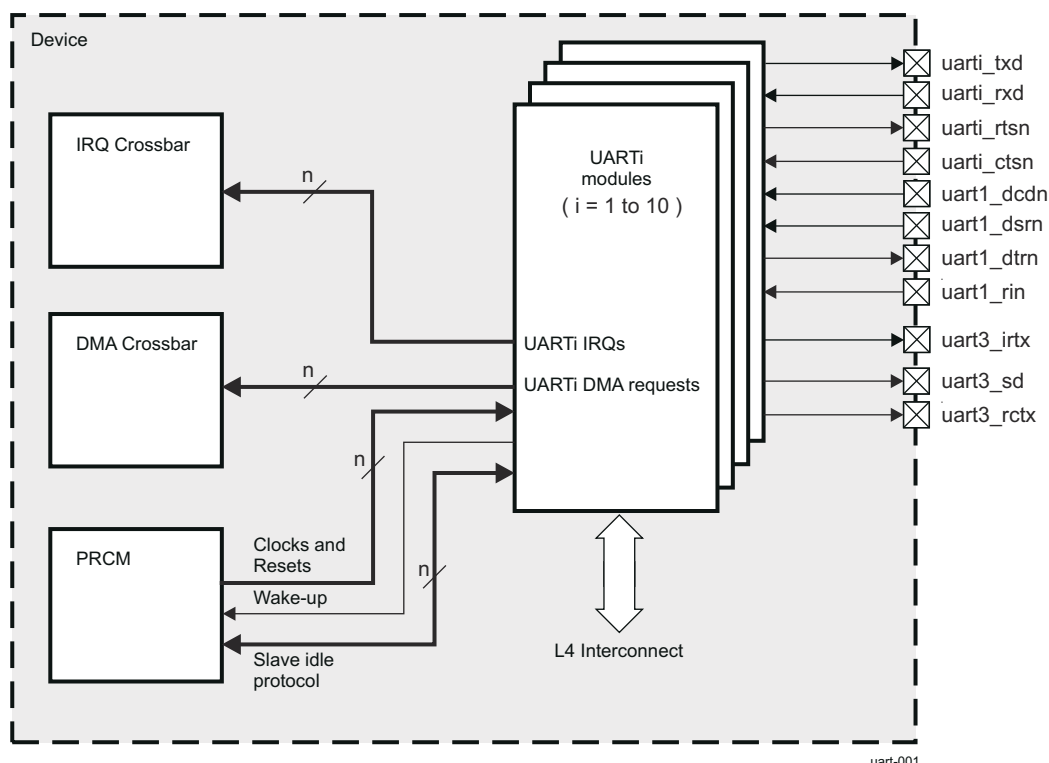 Device
IRQ Crossbar
n
DMA Crossbar
n
PRCM
n
Clocks and
Resets
Wake-up
n
Slave idle
protocol
UARTi
modules
( i = 1 to 10 )
UARTi IRQs
UARTi DMA requests
L4 Interconnect
uarti_txd
uarti_rxd
uarti_rtsn
uarti_ctsn
uart1_dcdn
uart1_dsrn
uart1_dtrn
uart1_rin
uart3_irtx
uart3_sd
uart3_rctx
uart-001